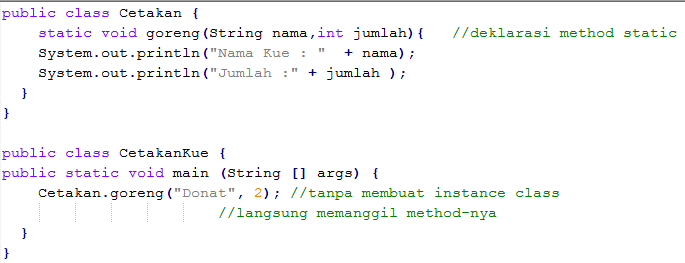 public class Cetakan {
static void goreng(String nama,int jumlah){ //deklarasi method static
System.out.println("Nama Kue : " + nama);
System.out.println("Jumlah :" + jumlah );
}
}
public class CetakanKue {
public static void main (String [] args) {
Cetakan.goreng("Donat", 2); //tanpa membuat instance class
//langsung memanggil method-nya
}
}